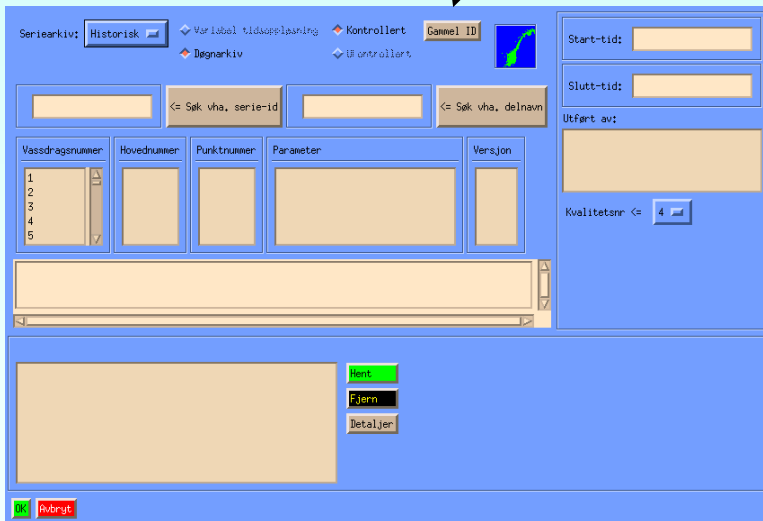 Seriearkiv: Historisk
Variabel tidsoppløsning Kontrollert Gammel ID
Døgnarkiv Ukontrollert
<= Søk vha. serie-id <= Søk vha. delnavn
Vassdragsnummer Hovednummer Punktnummer Parameter Versjon
1
2
3
4
5
Start-tid:
Slutt-tid:
Utført av:
Kvalitetsnr <= 4
Hent
Fjern
Detaljer
OK Avbryt